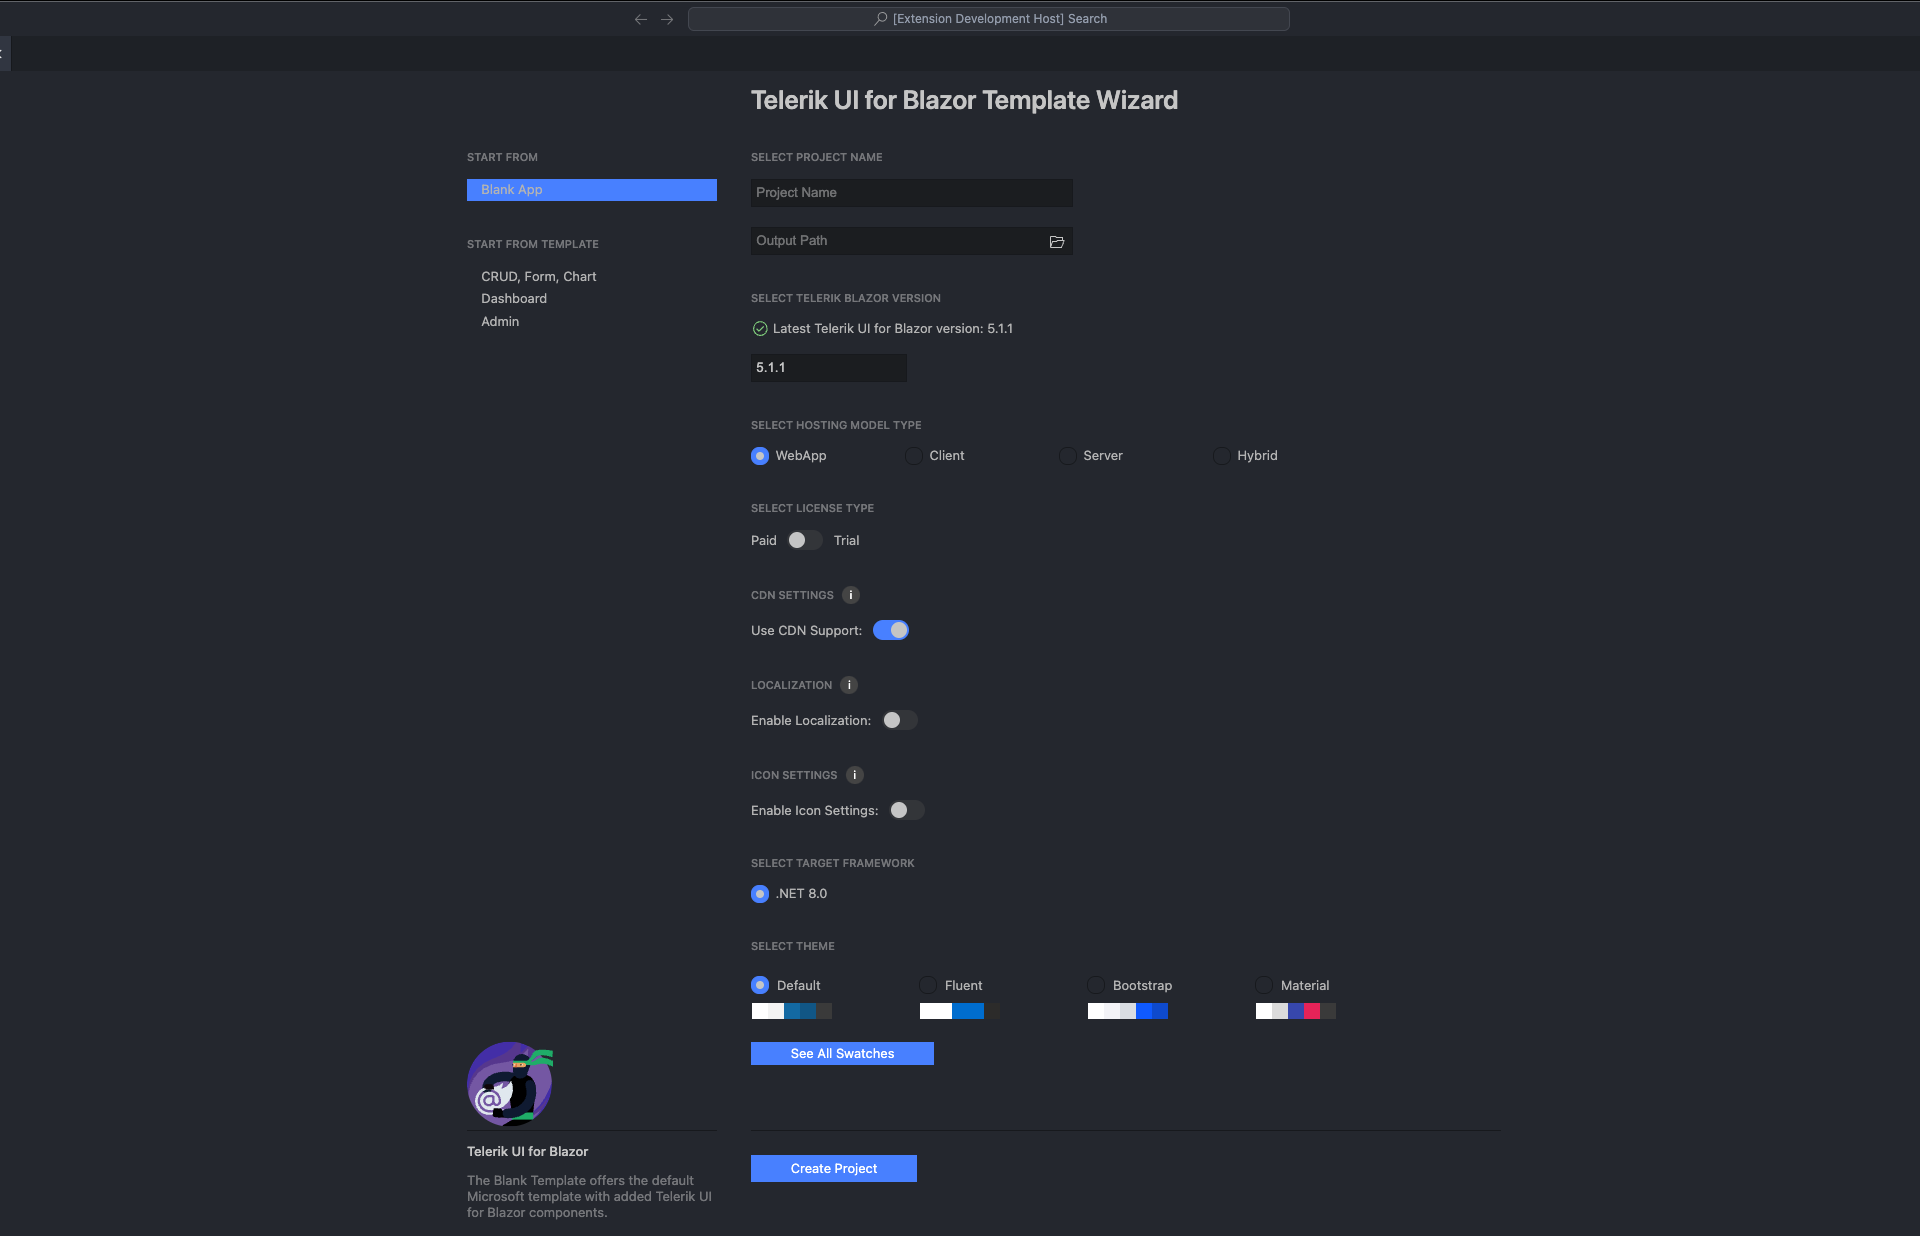 [Extension Development Host] Search
Telerik UI for Blazor Template Wizard
START FROM
Blank App
START FROM TEMPLATE
CRUD, Form, Chart
Dashboard
Admin
SELECT PROJECT NAME
Project Name
Output Path
SELECT TELERIK BLAZOR VERSION
Latest Telerik UI for Blazor version: 5.1.1
5.1.1
SELECT HOSTING MODEL TYPE
WebApp Client Server Hybrid
SELECT LICENSE TYPE
Paid Trial
CDN SETTINGS i
Use CDN Support:
LOCALIZATION i
Enable Localization:
ICON SETTINGS i
Enable Icon Settings:
SELECT TARGET FRAMEWORK
.NET 8.0
SELECT THEME
Default Fluent Bootstrap Material
See All Swatches
@
Telerik UI for Blazor
The Blank Template offers the default
Microsoft template with added Telerik UI
for Blazor components.
Create Project